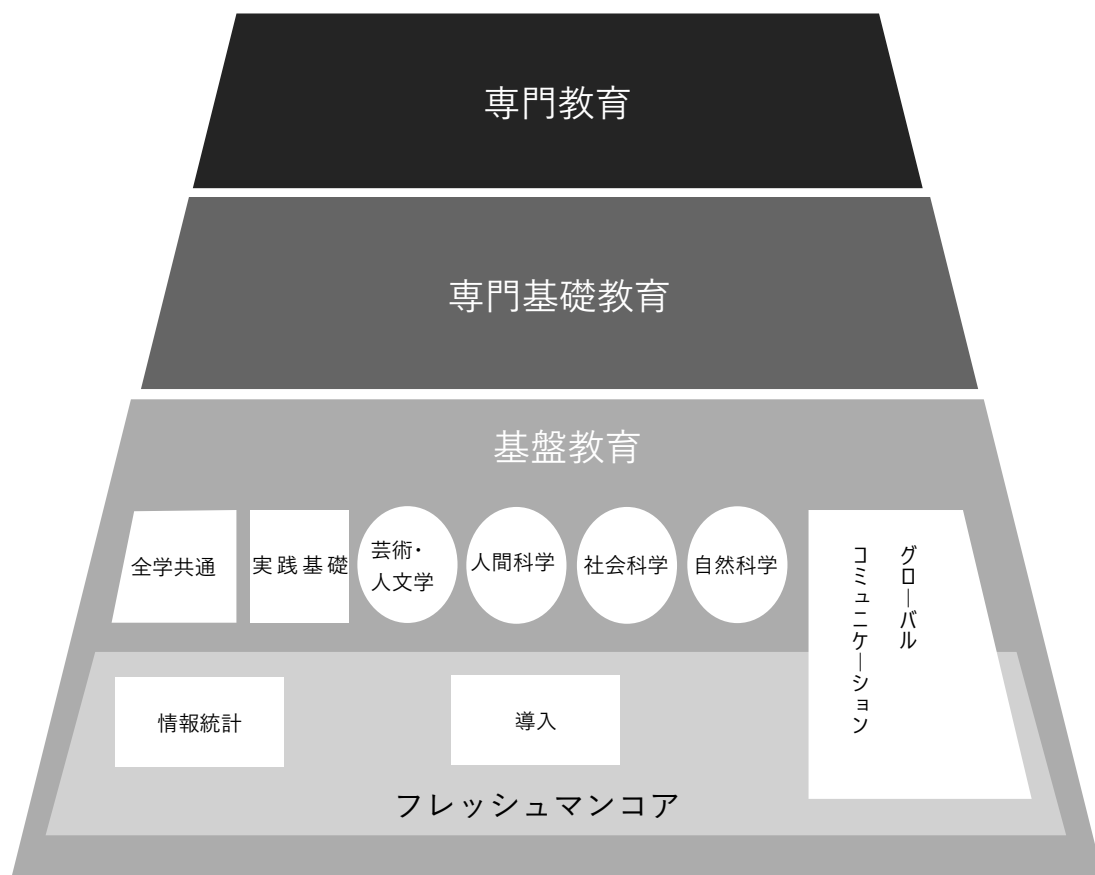 専門教育
専門基礎教育
基盤教育
全学共通
実践基礎
芸術・
人文学
人間科学
社会科学
自然科学
グローバル
コミュニケーション
情報統計
導入
フレッシュマンコア